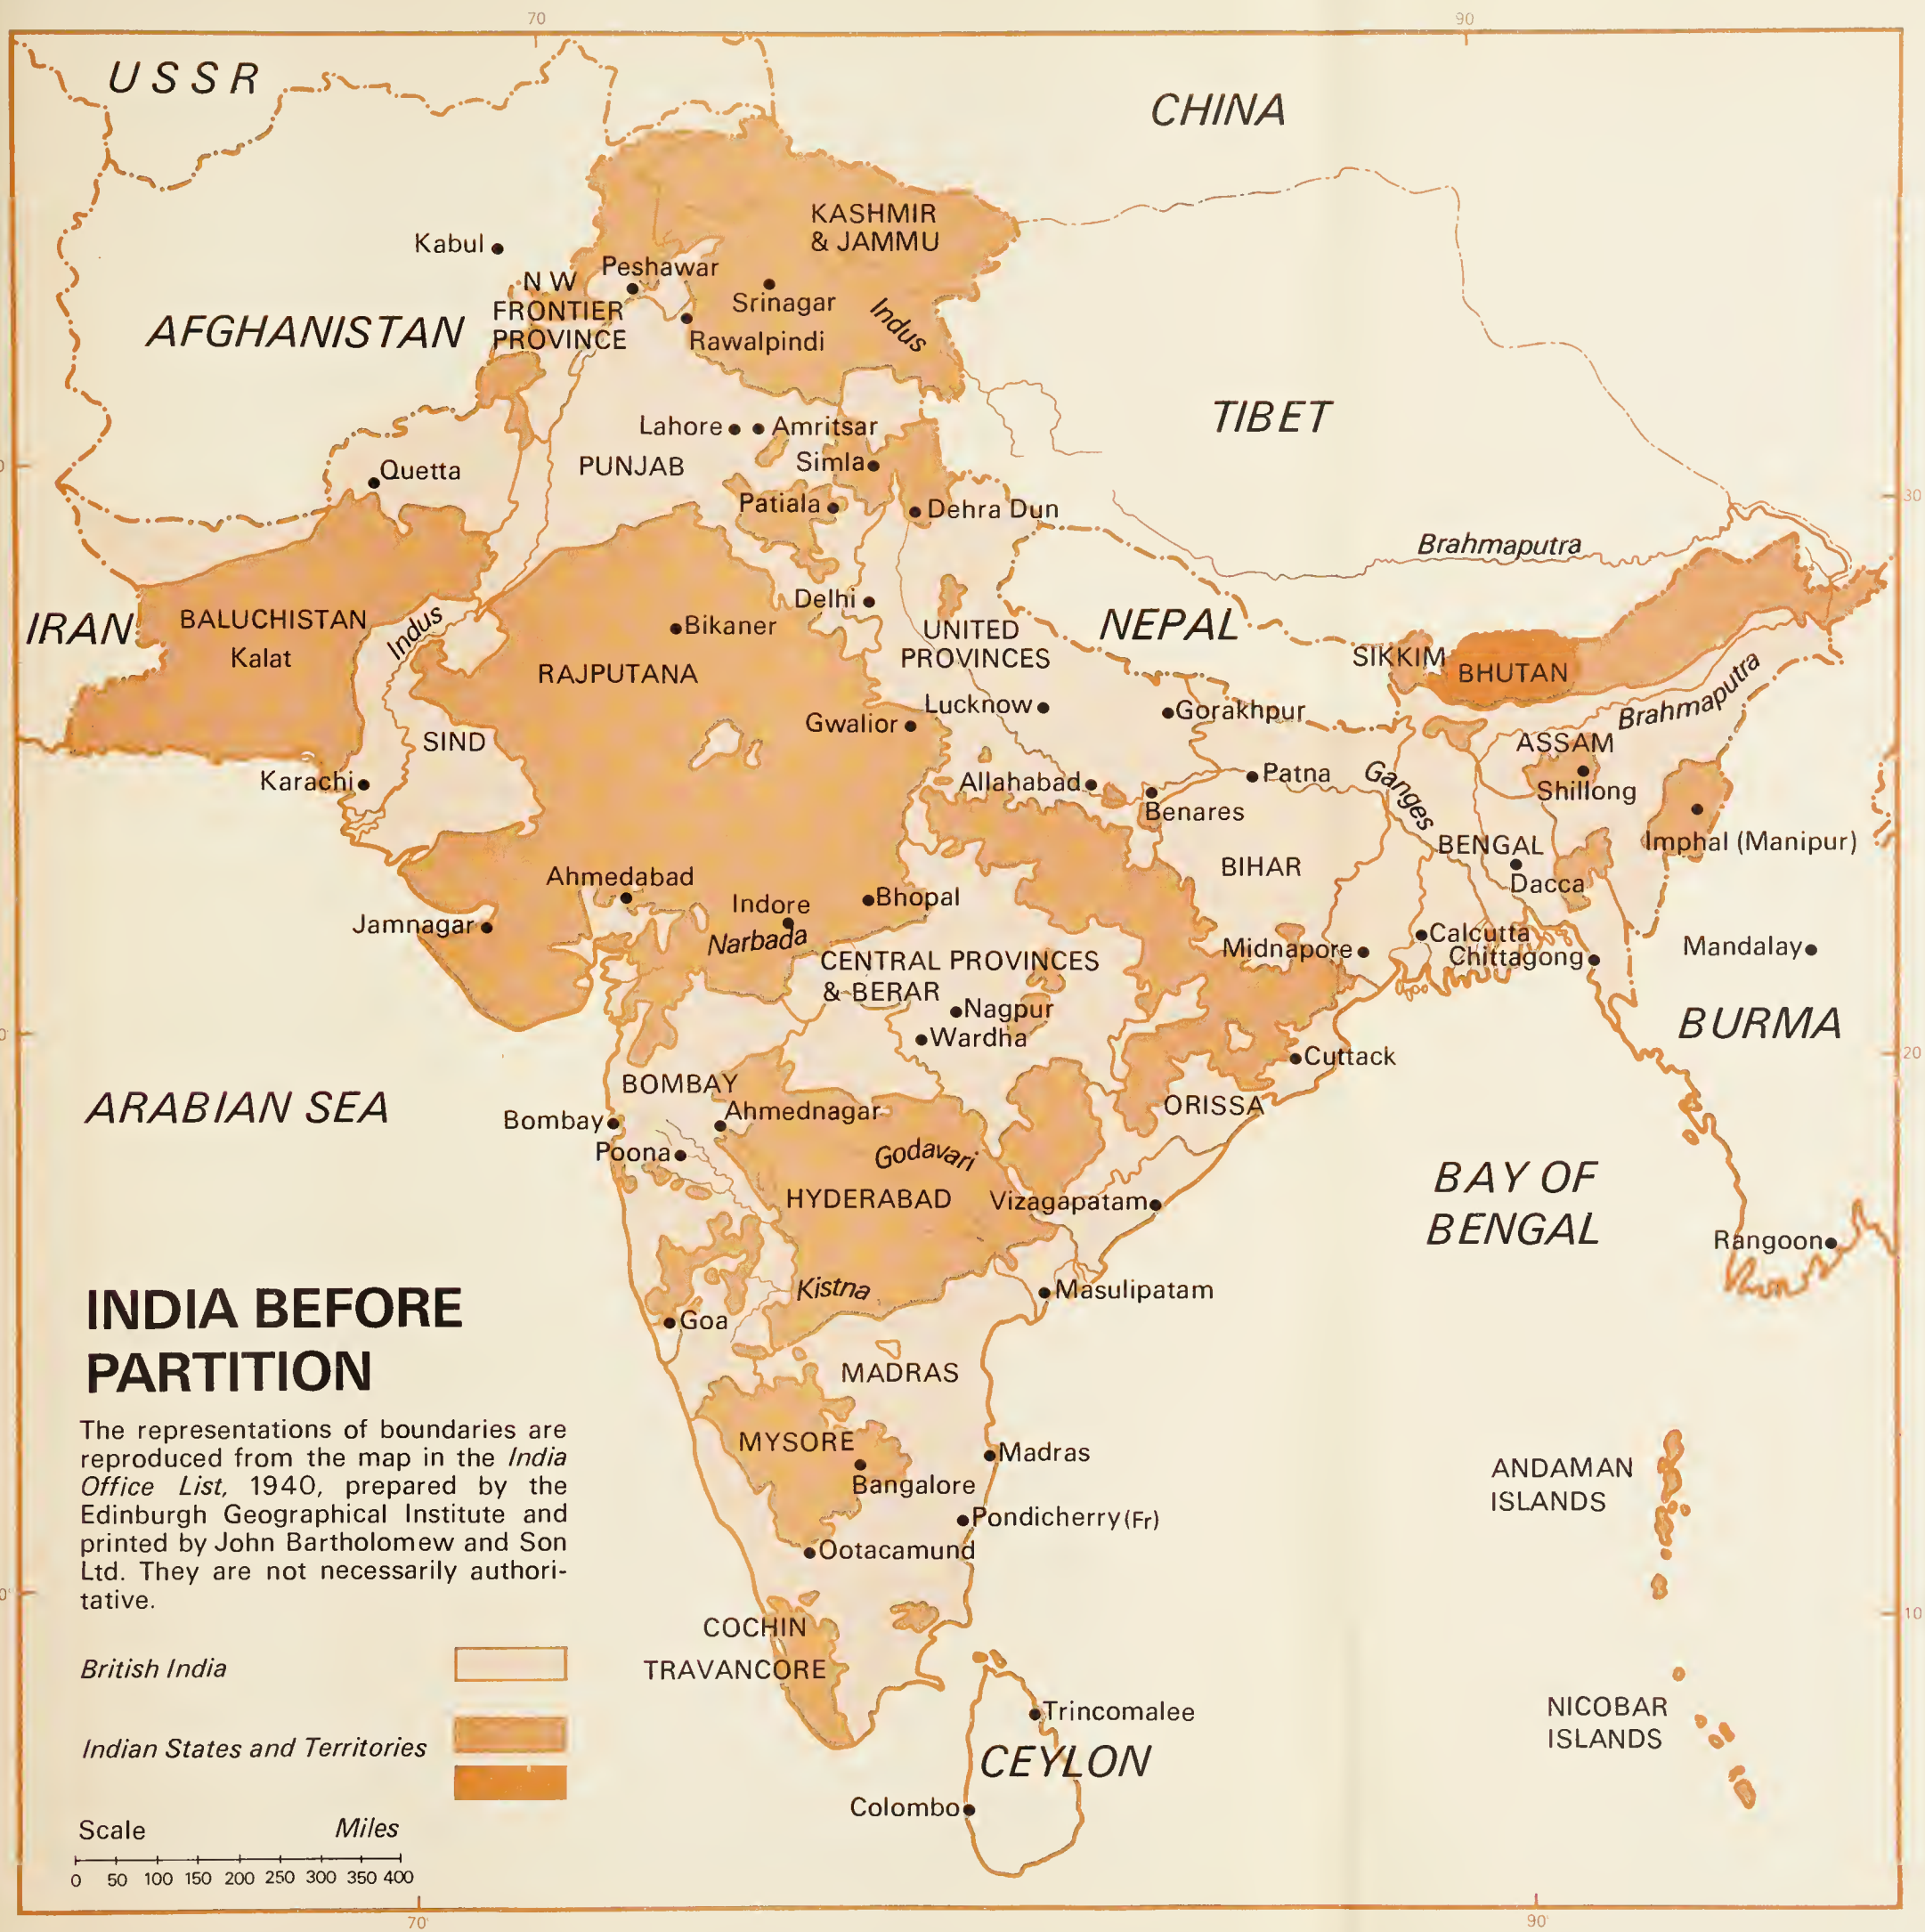 70
90
USSR
CHINA
KASHMIR
& JAMMU
Kabul
Peshawar
N W
FRONTIER
PROVINCE
Srinagar
Indus
AFGHANISTAN
Rawalpindi
TIBET
Lahore
Amritsar
PUNJAB
Simla
Quetta
Patiala
Dehra Dun
30
Brahmaputra
Delhi
IRAN
BALUCHISTAN
Kalat
Indus
Bikaner
UNITED
PROVINCES
NEPAL
RAJPUTANA
SIKKIM
BHUTAN
Brahmaputra
Lucknow
Gorakhpur
Gwalior
SIND
ASSAM
Karachi
Allahabad
Patna
Ganges
Shillong
Benares
Imphal (Manipur)
BENGAL
BIHAR
Ahmedabad
Dacca
Indore
Bhopal
Jamnagar
Narbada
Calcutta
Midnapore
Chittagong
Mandalay
CENTRAL PROVINCES
& BERAR
Nagpur
Wardha
BURMA
20
Cuttack
BOMBAY
ARABIAN SEA
Ahmednagar
ORISSA
Bombay
Poona
Godavari
HYDERABAD
Vizagapatam
BAY OF
BENGAL
Rangoon
Kistna
Masulipatam
Goa
INDIA BEFORE
PARTITION
MADRAS
The representations of boundaries are
reproduced from the map in the India
Office List, 1940, prepared by the
Edinburgh Geographical Institute and
printed by John Bartholomew and Son
Ltd. They are not necessarily authori-
tative.
MYSORE
Bangalore
Madras
ANDAMAN
ISLANDS
Pondicherry (Fr)
Ootacamund
10
COCHIN
TRAVANCORE
British India
Trincomalee
NICOBAR
ISLANDS
Indian States and Territories
CEYLON
Colombo
Scale Miles
0 50 100 150 200 250 300 350 400
70°
90°